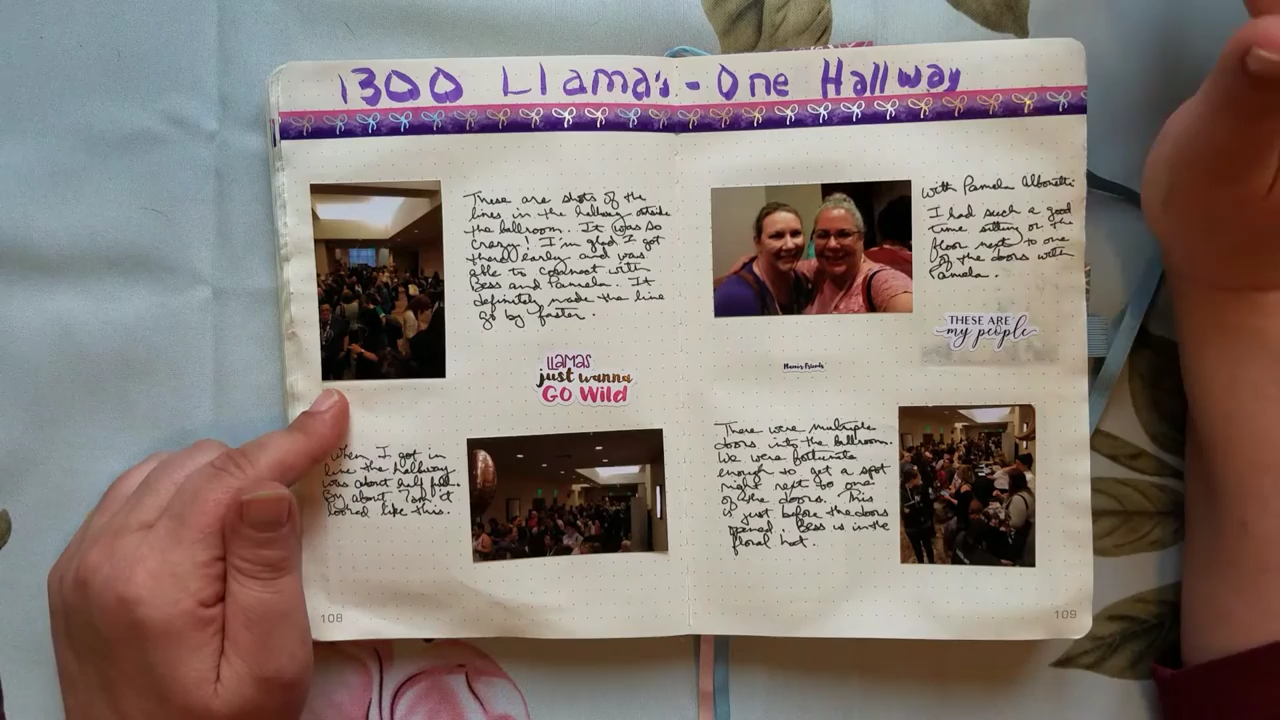 1300 Llama's - One Hallway
These are shots of the
lines in the hallway outside
the ballroom. It was so
crazy! I'm glad I got
there early and was
able to connect with
Bess and Pamela. It
definitely made the line
go by faster.
LLAMAS
just wanna
GO Wild
When I got in
line the hallway
was about half full.
By about 7am it
looked like this.
108
with Pamela
I had such a good
time sitting on the
floor next to one
of the doors with
Pamela.
THESE ARE
my people
There were multiple
doors into the ballroom.
We were fortunate
enough to get a spot
right next to one
of the doors. This
is just before the doors
opened. Bess is in the
floral hat.
109